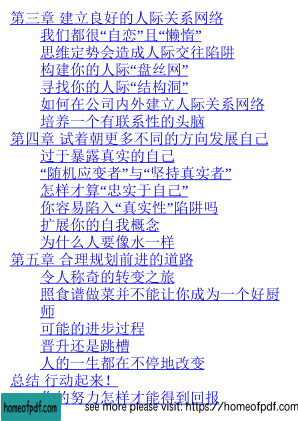 第三章 建立良好的人际关系网络
我们都很“自恋”且“懒惰”
思维定势会造成人际交往陷阱
构建你的人际“盘丝网”
寻找你的人际“结构洞”
如何在公司内外建立人际关系网络
培养一个有联系性的头脑
第四章 试着朝更多不同的方向发展自己
过于暴露真实的自己
“随机应变者”与“坚持真实者”
怎样才算“忠实于自己”
你容易陷入“真实性”陷阱吗
扩展你的自我概念
为什么人要像水一样
第五章 合理规划前进的道路
令人称奇的转变之旅
照食谱做菜并不能让你成为一个好厨
师
可能的进步过程
晋升还是跳槽
人的一生都在不停地改变
总结 行动起来！
的努力怎样才能得到回报
homeofpdf.com
see more please visit: https://homeofpdf.com